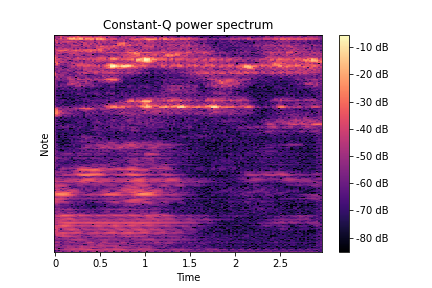 Constant-Q power spectrum
-10 dB
-20 dB
-30 dB
-40 dB
-50 dB
-60 dB
-70 dB
-80 dB
Note
0
0.5
1
1.5
2
2.5
Time